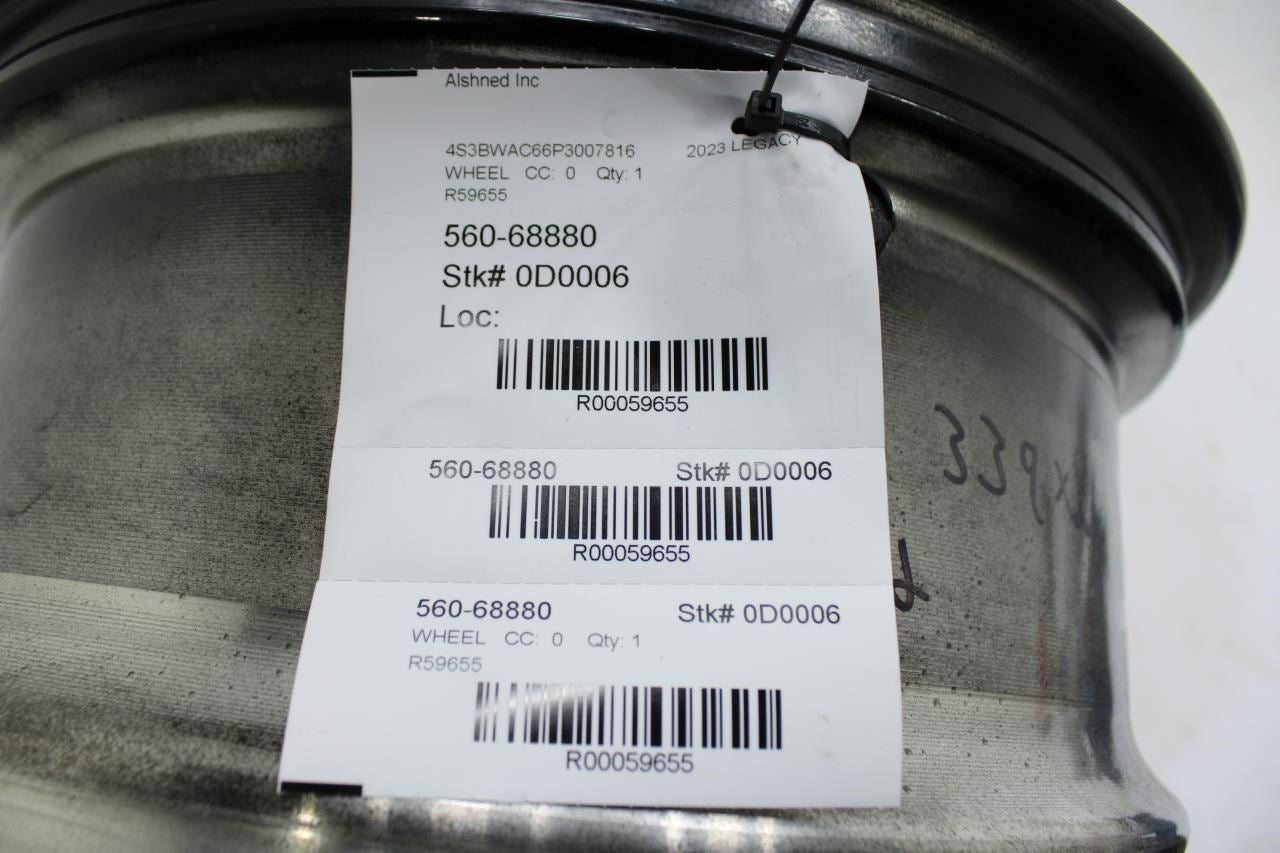 Alshned Inc
4S3BWAC66P3007816 2023 LEGACY
WHEEL CC: 0 Qty: 1
R59655
560-68880
Stk# 0D0006
Loc:
R00059655
560-68880 Stk# 0D0006
R00059655
560-68880 Stk# 0D0006
WHEEL CC: 0 Qty: 1
R59655
R00059655